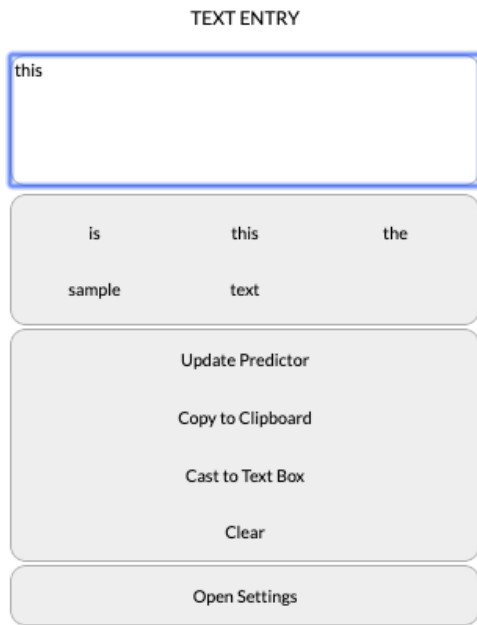 TEXT ENTRY
this
is this the
sample text
Update Predictor
Copy to Clipboard
Cast to Text Box
Clear
Open Settings